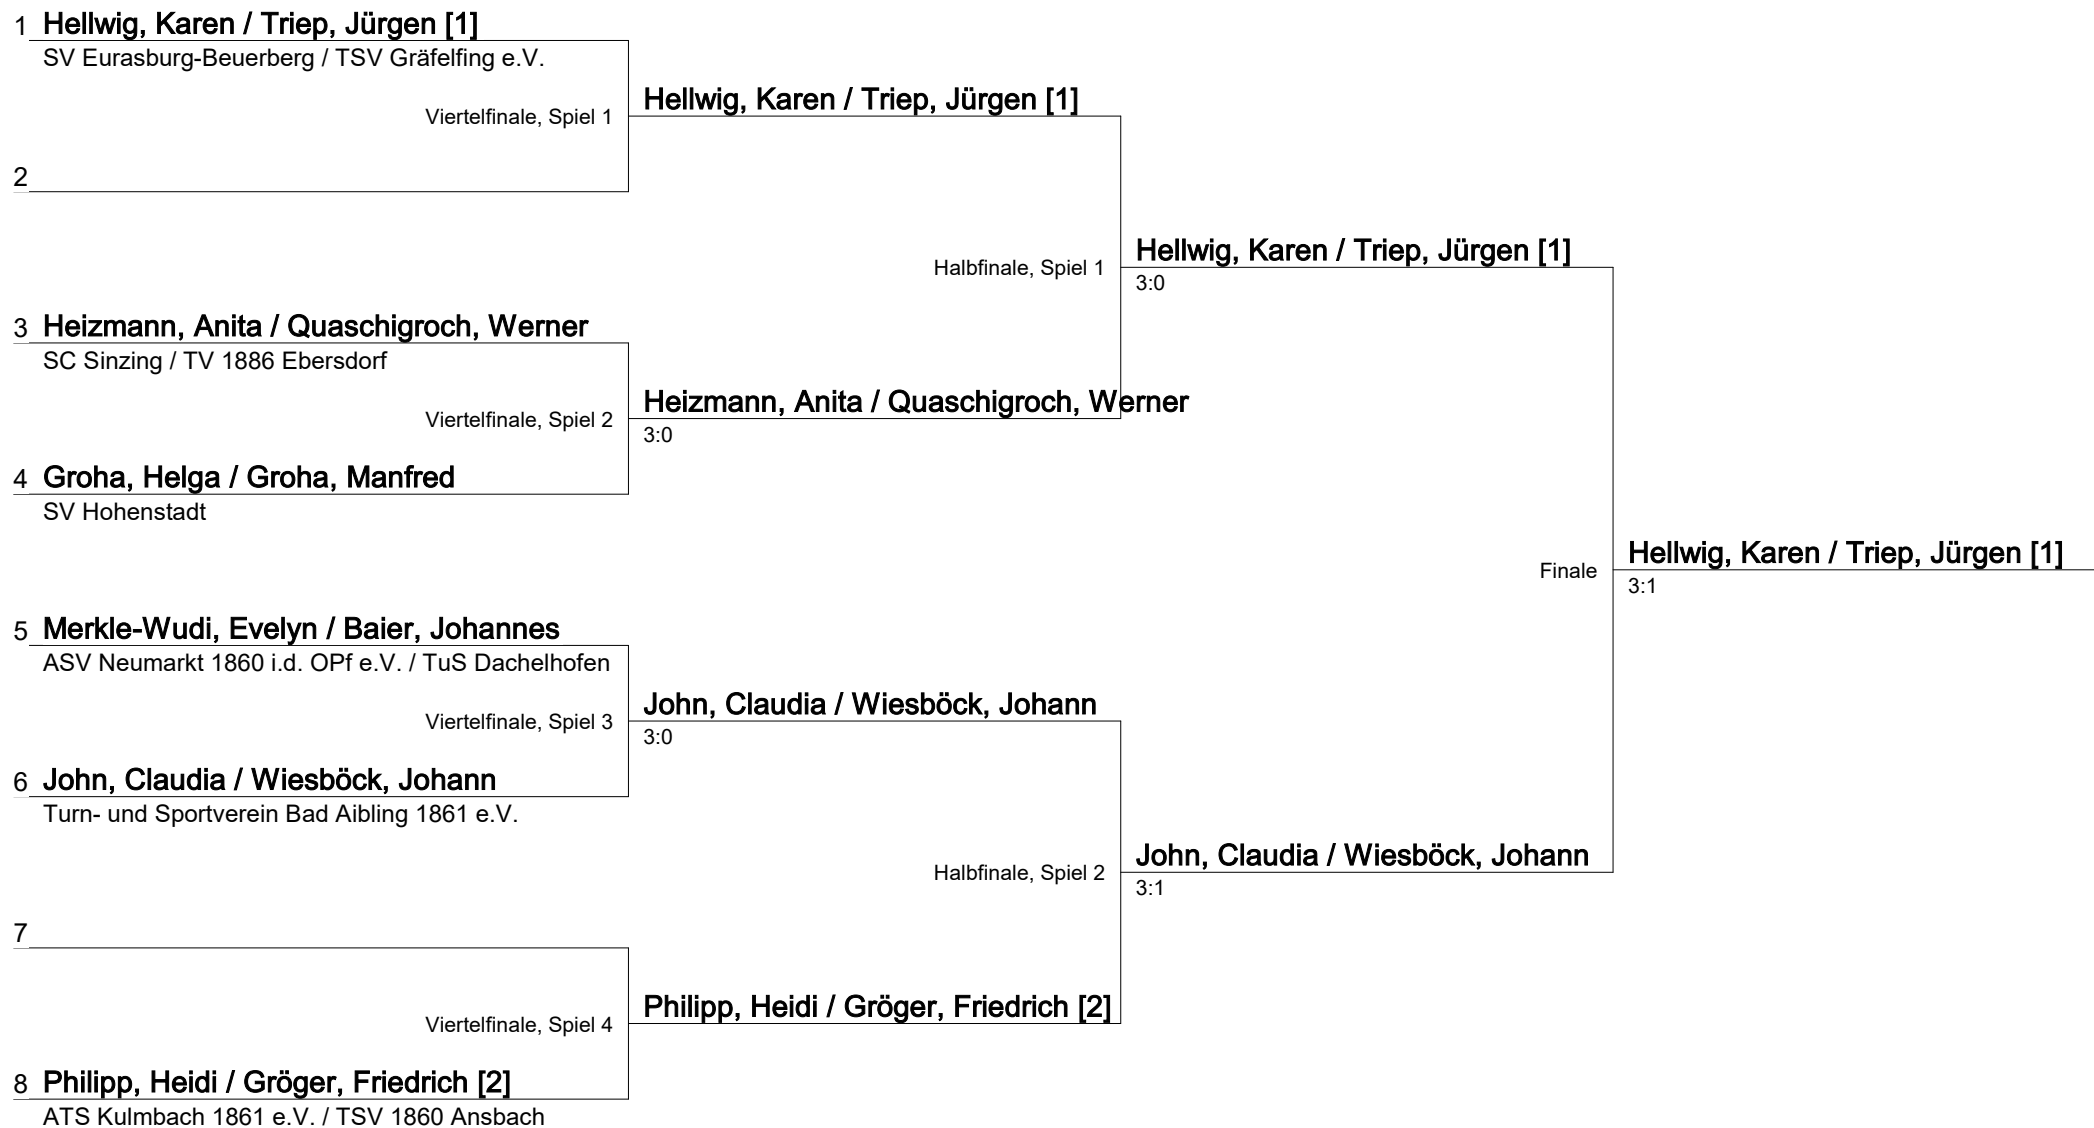 1 Hellwig, Karen / Triep, Jürgen [1]
SV Eurasburg-Beuerberg / TSV Gräfelfing e.V.
Viertelfinale, Spiel 1
Hellwig, Karen / Triep, Jürgen [1]
2
Halbfinale, Spiel 1
Hellwig, Karen / Triep, Jürgen [1]
3:0
3 Heizmann, Anita / Quaschigroch, Werner
SC Sinzing / TV 1886 Ebersdorf
Viertelfinale, Spiel 2
Heizmann, Anita / Quaschigroch, Werner
3:0
4 Groha, Helga / Groha, Manfred
SV Hohenstadt
Finale
Hellwig, Karen / Triep, Jürgen [1]
3:1
5 Merkle-Wudi, Evelyn / Baier, Johannes
ASV Neumarkt 1860 i.d. OPf e.V. / TuS Dachelhofen
Viertelfinale, Spiel 3
John, Claudia / Wiesböck, Johann
3:0
6 John, Claudia / Wiesböck, Johann
Turn- und Sportverein Bad Aibling 1861 e.V.
Halbfinale, Spiel 2
John, Claudia / Wiesböck, Johann
3:1
7
Viertelfinale, Spiel 4
Philipp, Heidi / Gröger, Friedrich [2]
8 Philipp, Heidi / Gröger, Friedrich [2]
ATS Kulmbach 1861 e.V. / TSV 1860 Ansbach